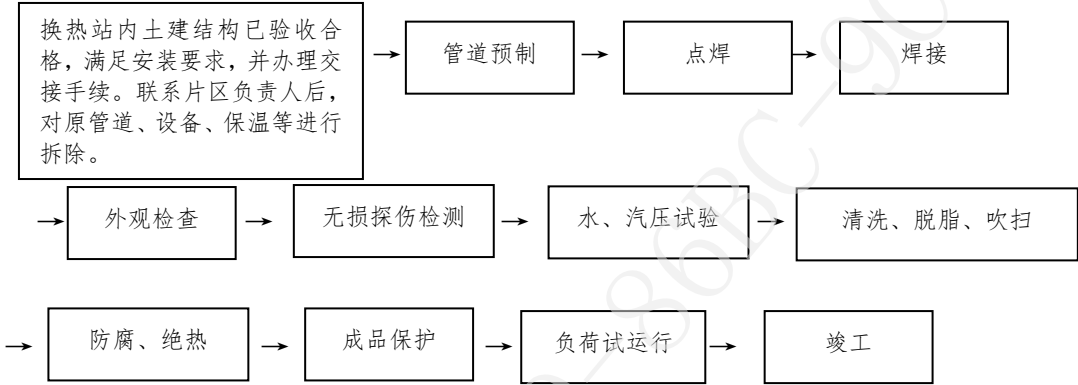 换热站内土建结构已验收合
格，满足安装要求，并办理交
接手续。联系片区负责人后，
对原管道、设备、保温等进行
拆除。
管道预制
点焊
焊接
外观检查
无损探伤检测
水、汽压试验
清洗、脱脂、吹扫
防腐、绝热
成品保护
负荷试运行
竣工
-86BC-90